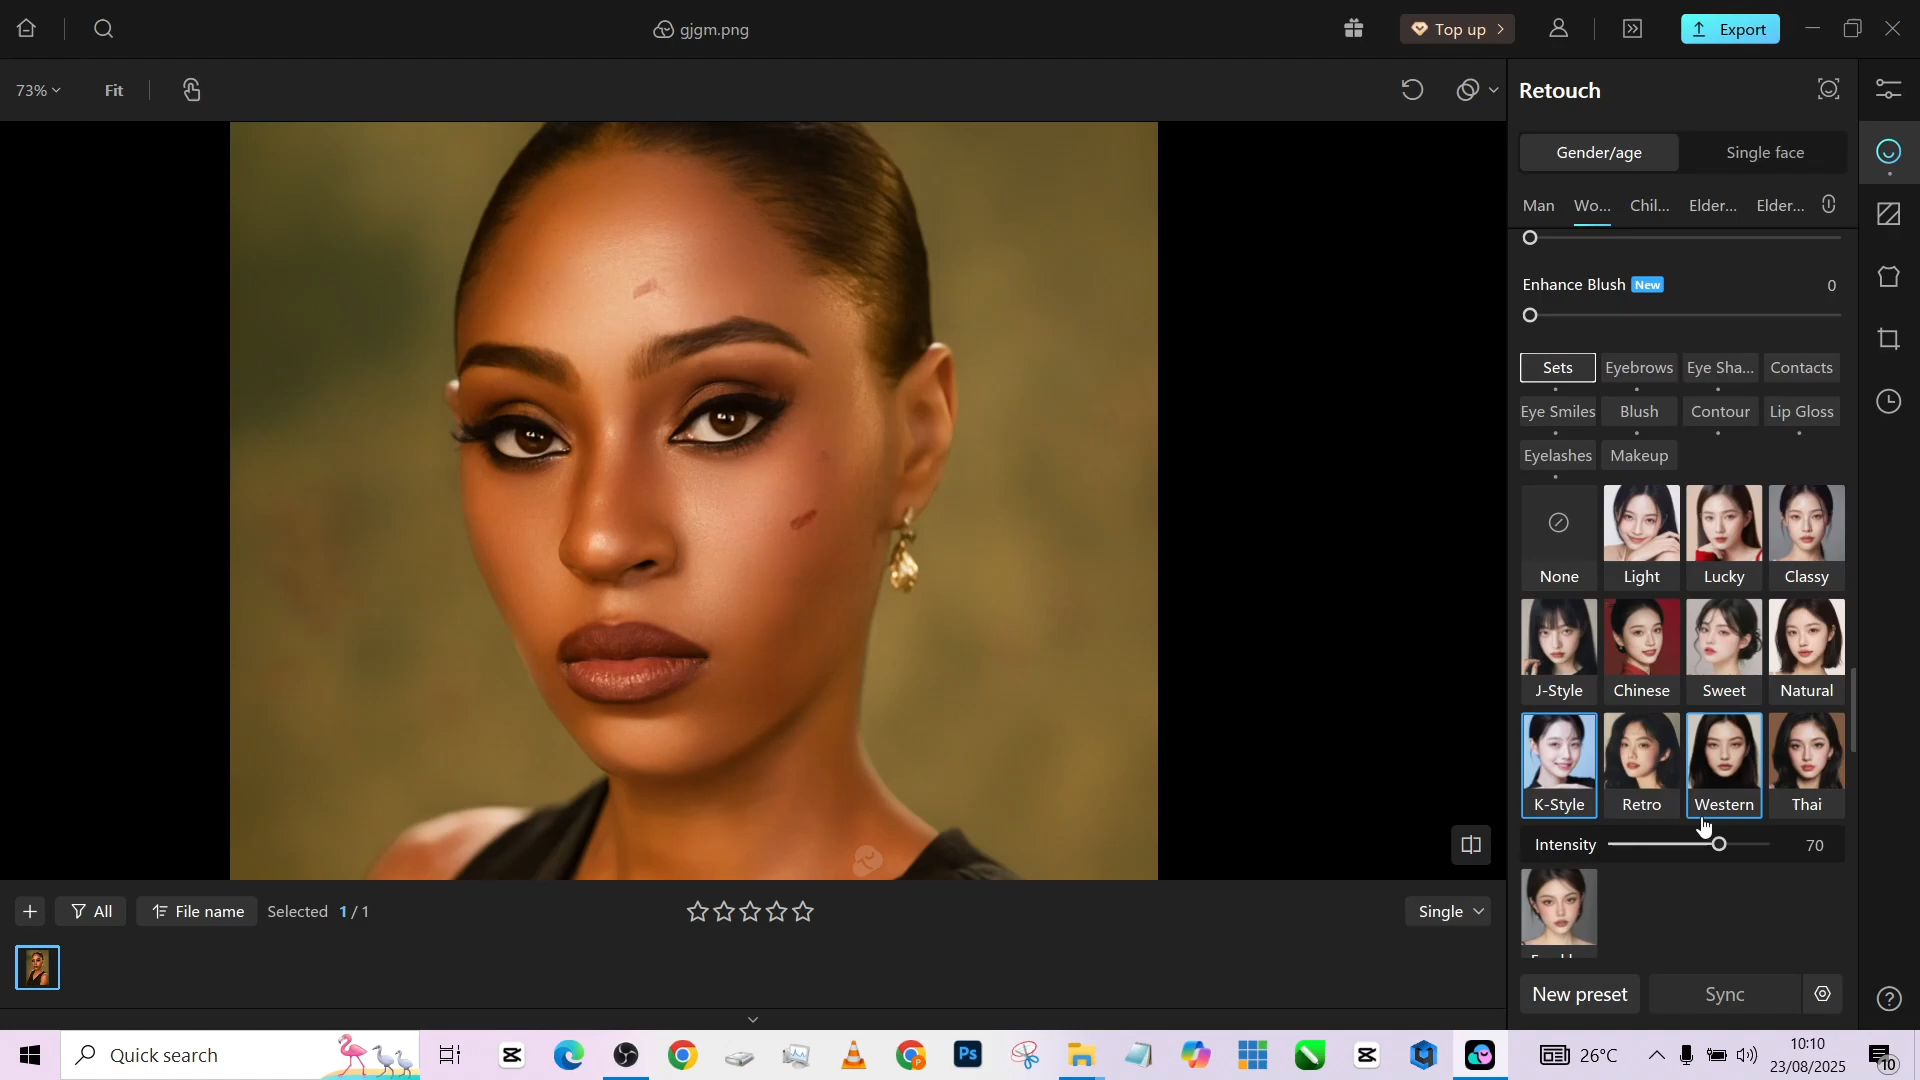 gjgm.png
Top up
Export
73%
Fit
Retouch
Gender/age
Single face
Man
Wo...
Chil...
Elder...
Elder...
Enhance Blush New 0
Sets
Eyebrows
Eye Sha...
Contacts
Eye Smiles
Blush
Contour
Lip Gloss
Eyelashes
Makeup
None
Light
Lucky
Classy
J-Style
Chinese
Sweet
Natural
K-Style
Retro
Western
Thai
Intensity 70
All
File name
Selected 1/1
Single
New preset
Sync
Quick search
Ps
26°C
10:10
23/08/2025
10